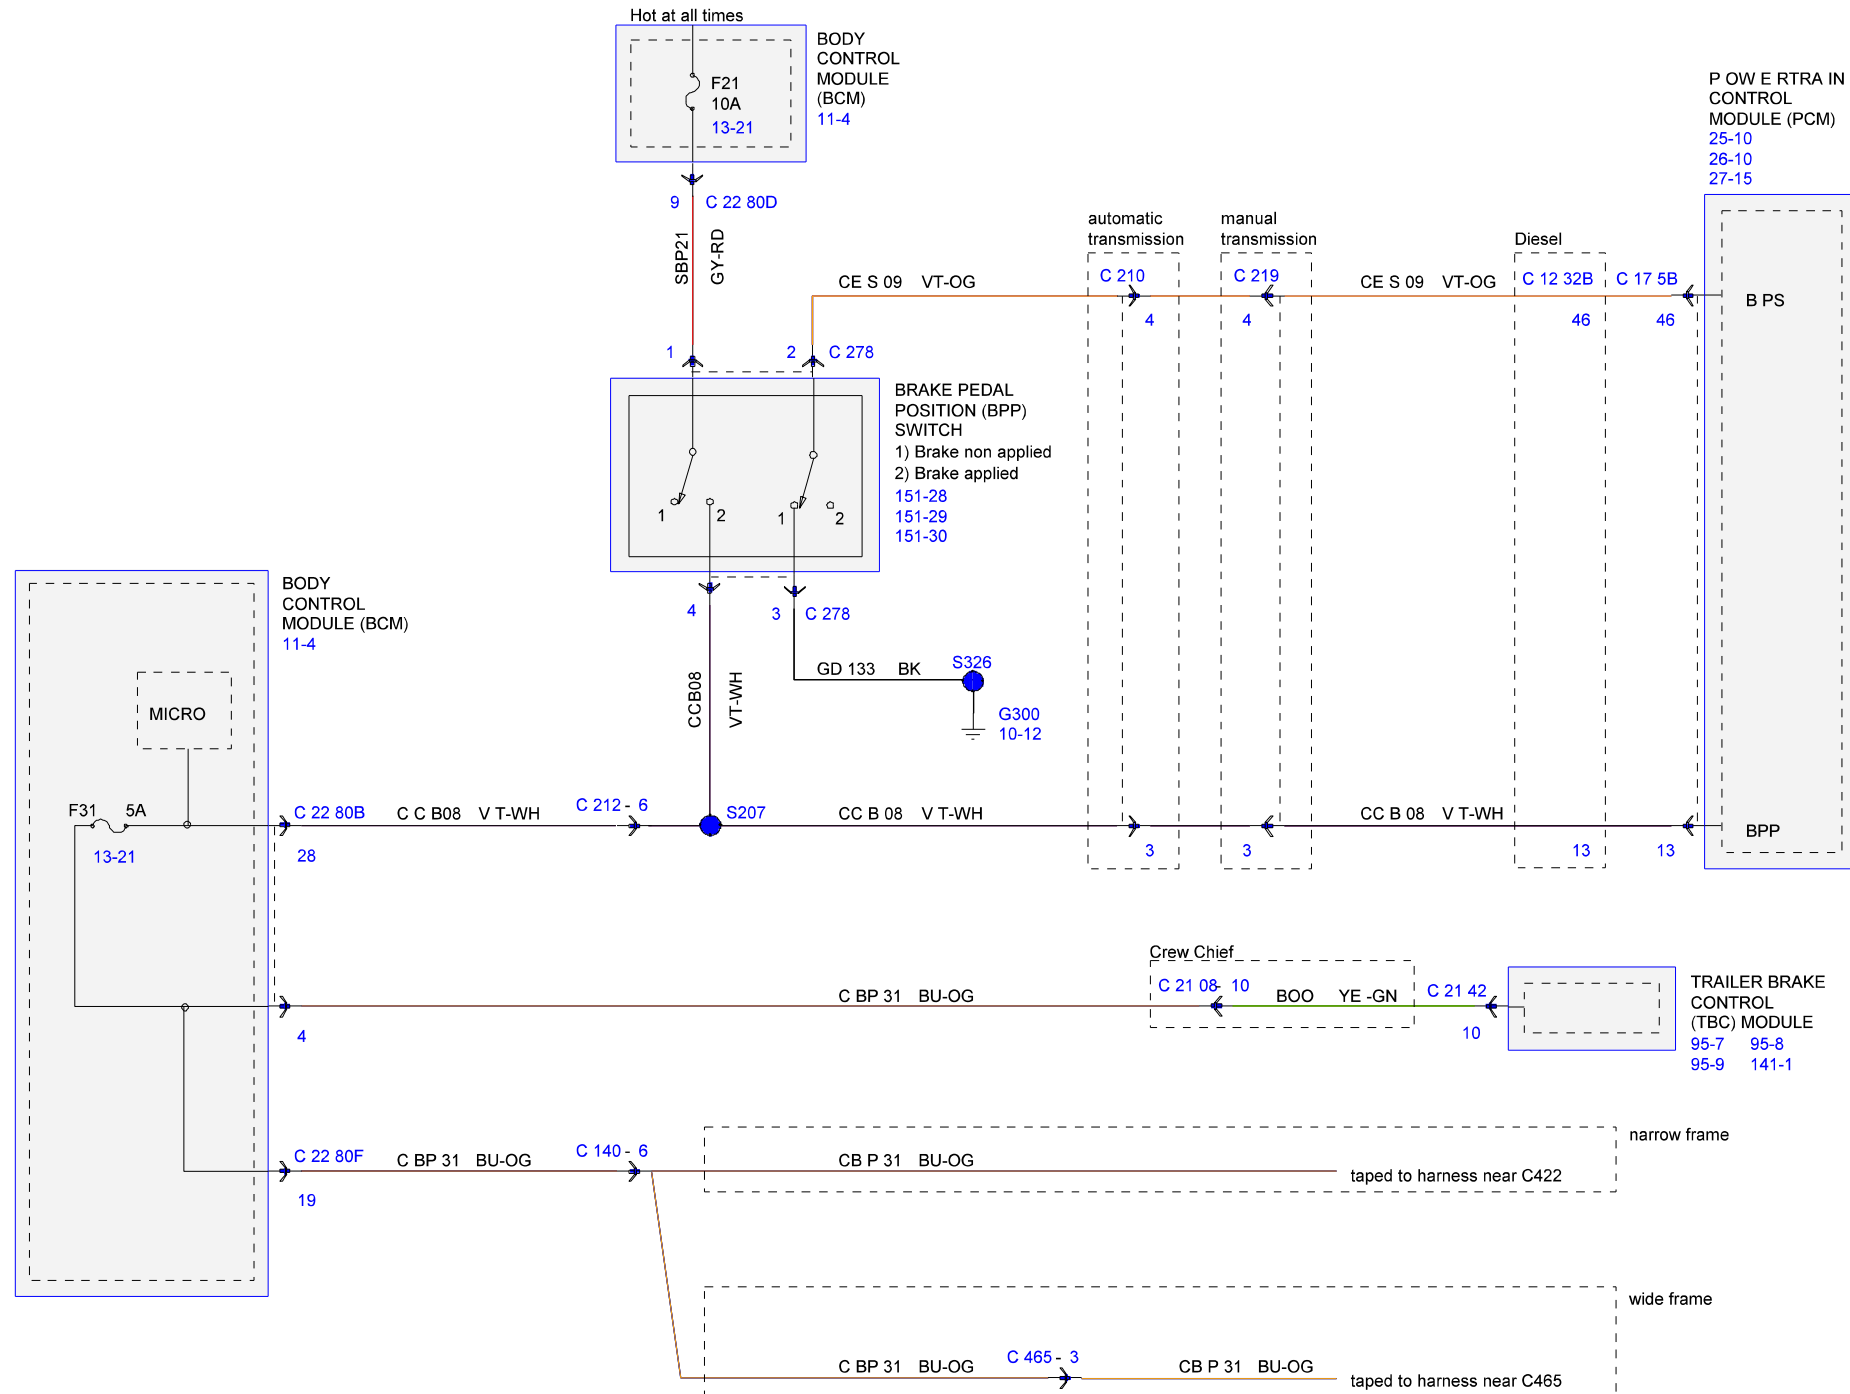 Hot at all times
BODY
CONTROL
MODULE
(BCM)
11-4
F21
10A
13-21
9 C 22 80D
SBP21 GY-RD
P OW E RTRA IN
CONTROL
MODULE (PCM)
25-10
26-10
27-15
automatic
transmission
manual
transmission
Diesel
CE S 09 VT-OG
C 210
C 219
CE S 09 VT-OG
C 12 32B
C 17 5B
4
4
46
46
B PS
1
2 C 278
BRAKE PEDAL
POSITION (BPP)
SWITCH
1) Brake non applied
2) Brake applied
151-28
151-29
151-30
1 2
1 2
4
3 C 278
BODY
CONTROL
MODULE (BCM)
11-4
CCB08 VT-WH
GD 133 BK
S326
G300
10-12
MICRO
F31 5A
13-21
C 22 80B
28
C C B08 V T-WH
C 212 - 6
S207
CC B 08 V T-WH
3
3
CC B 08 V T-WH
13
13
BPP
Crew Chief
C 21 08- 10
BOO YE -GN
C 21 42
10
C BP 31 BU-OG
4
TRAILER BRAKE
CONTROL
(TBC) MODULE
95-7 95-8
95-9 141-1
narrow frame
C 22 80F
19
C BP 31 BU-OG
C 140 - 6
CB P 31 BU-OG
taped to harness near C422
wide frame
C BP 31 BU-OG
C 465 - 3
CB P 31 BU-OG
taped to harness near C465